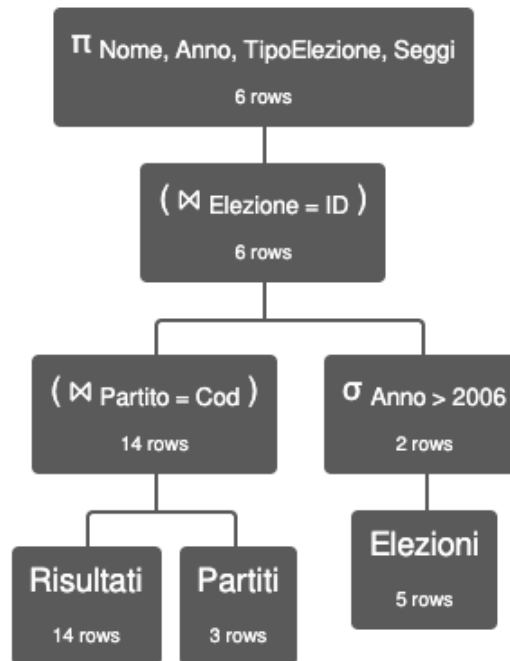 π Nome, Anno, TipoElezione, Seggi
6 rows
( ⋈ Elezione = ID )
6 rows
( ⋈ Partito = Cod )
14 rows
σ Anno > 2006
2 rows
Risultati
14 rows
Partiti
3 rows
Elezioni
5 rows